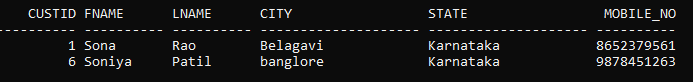 CUSTID FNAME LNAME CITY STATE MOBILE_NO
---------- ---------- ---------- -------------------- -------------------- ----------
1 Sona Rao Belagavi Karnataka 8652379561
6 Soniya Patil banglore Karnataka 9878451263